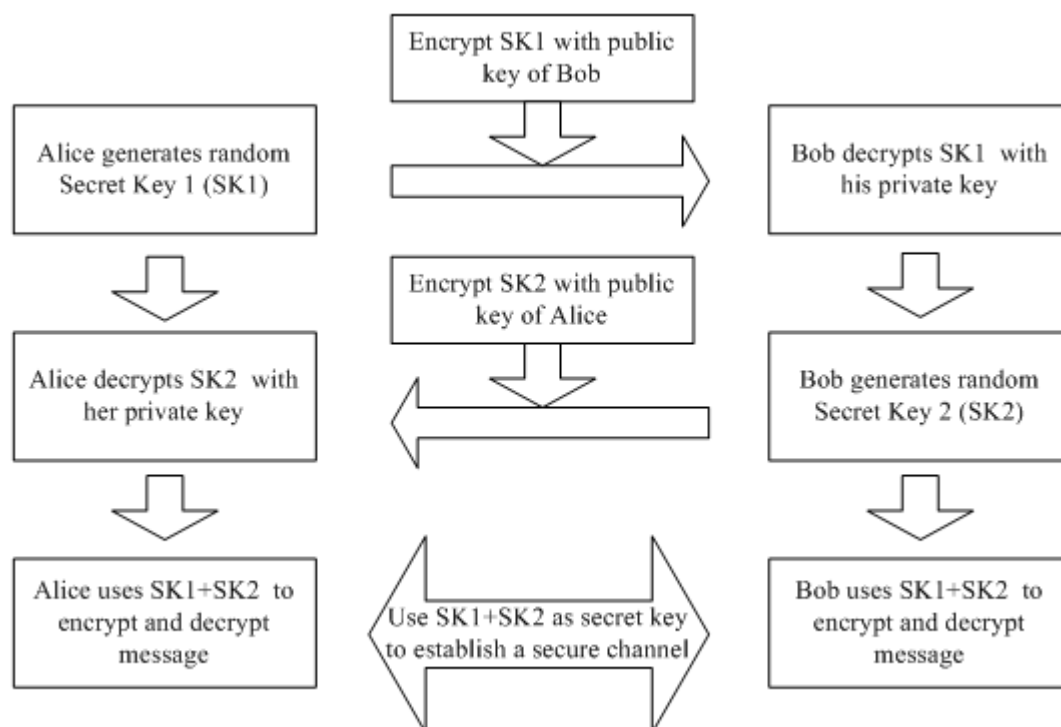 Encrypt SK1 with public
key of Bob
Alice generates random
Secret Key 1 (SK1)
Bob decrypts SK1 with
his private key
Encrypt SK2 with public
key of Alice
Alice decrypts SK2 with
her private key
Bob generates random
Secret Key 2 (SK2)
Alice uses SK1+SK2 to
encrypt and decrypt
message
Use SK1+SK2 as secret key
to establish a secure channel
Bob uses SK1+SK2 to
encrypt and decrypt
message